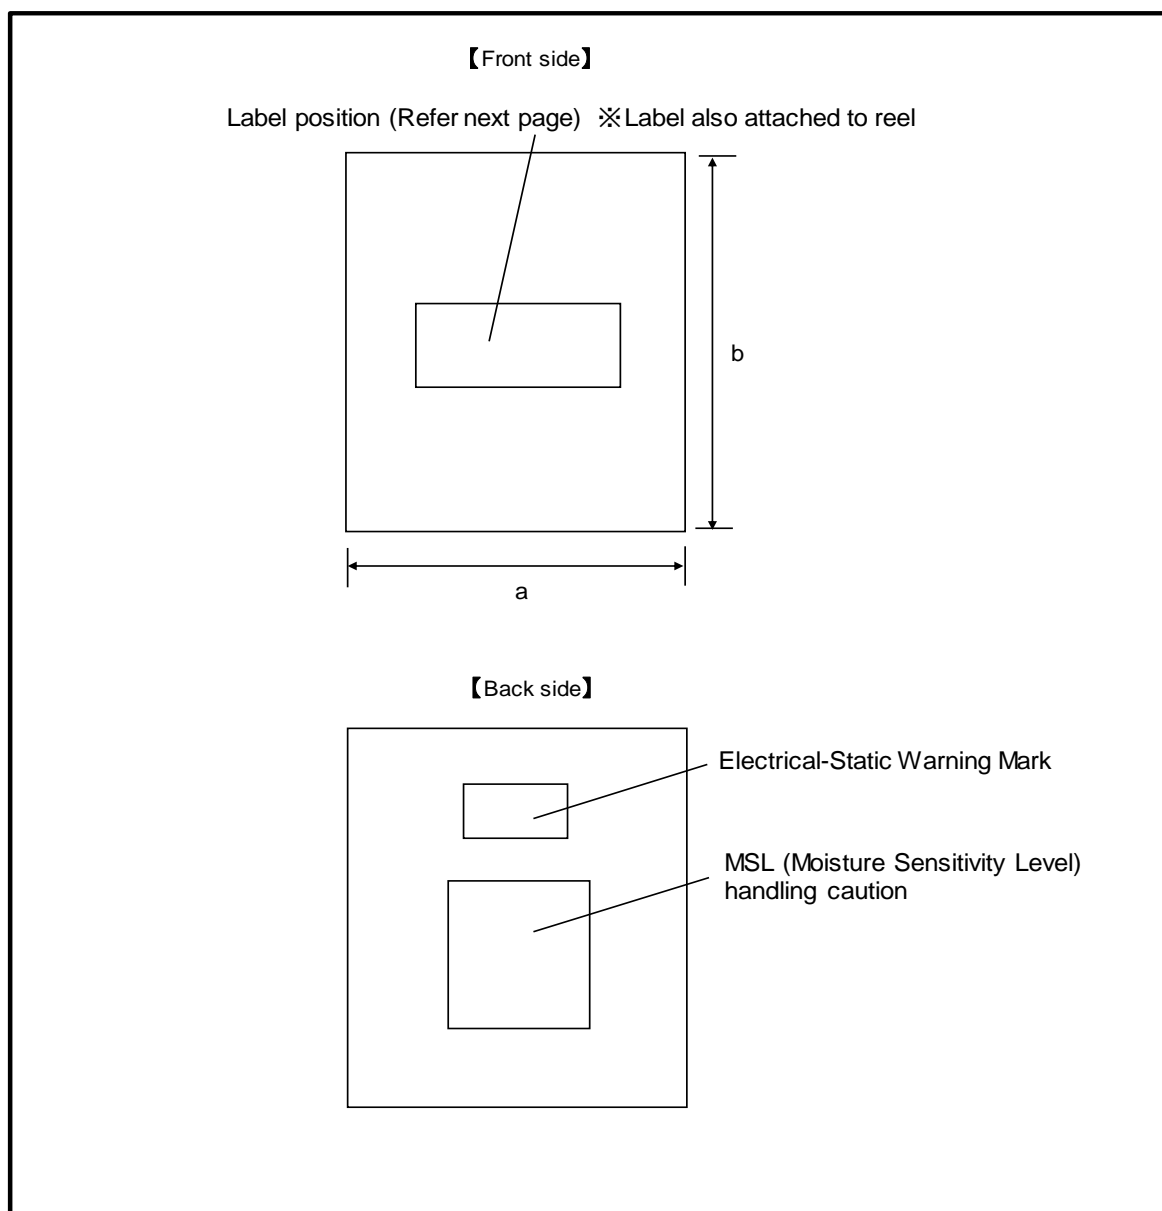 【Front side】
Label position (Refer next page) ※Label also attached to reel
b
a
【Back side】
Electrical-Static Warning Mark
MSL (Moisture Sensitivity Level)
handling caution